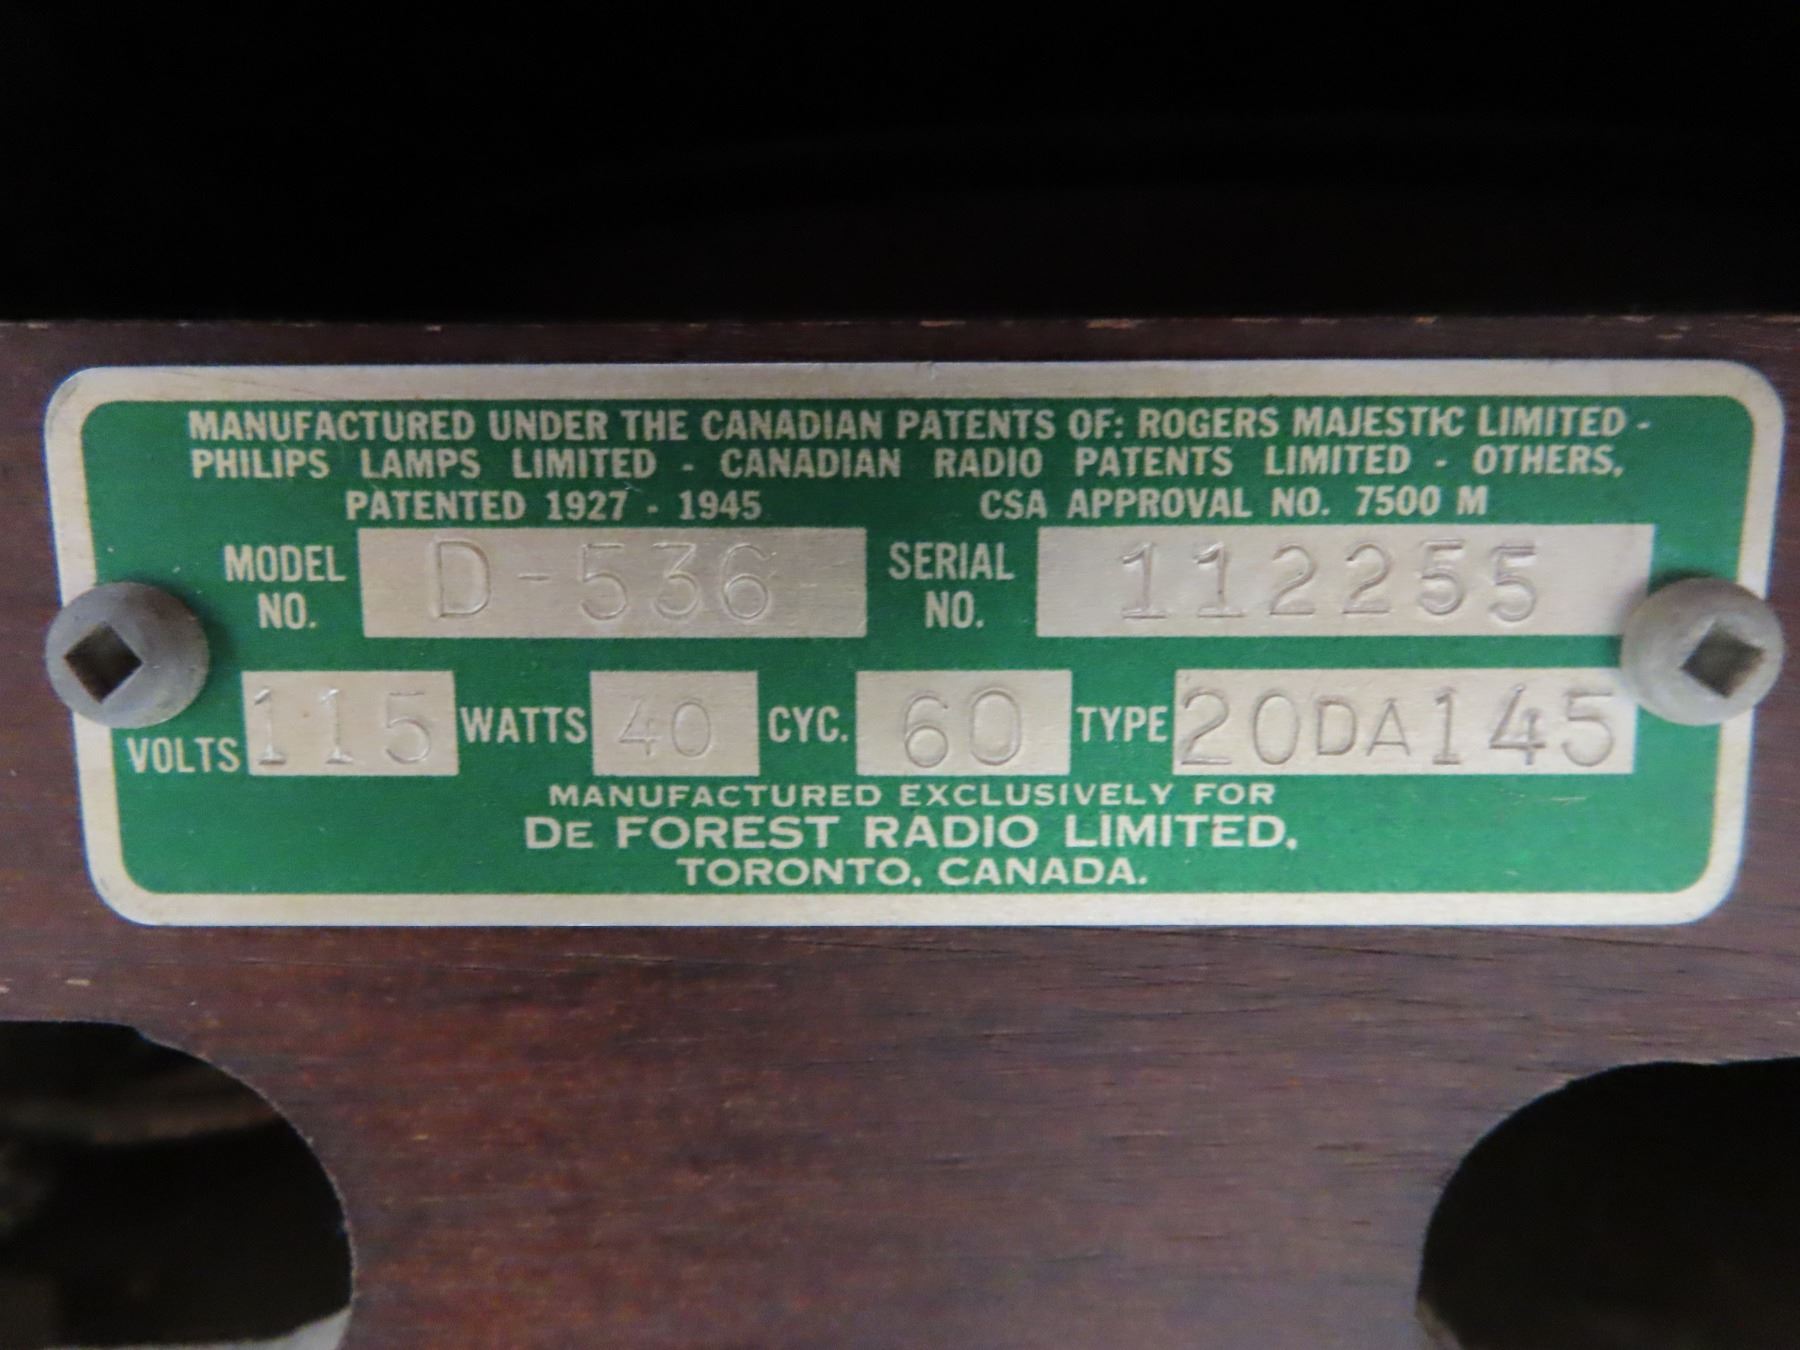 MANUFACTURED UNDER THE CANADIAN PATENTS OF: ROGERS MAJESTIC LIMITED -
PHILIPS LAMPS LIMITED - CANADIAN RADIO PATENTS LIMITED - OTHERS,
PATENTED 1927 - 1945 CSA APPROVAL NO. 7500 M
MODEL NO. D-536 SERIAL NO. 112255
VOLTS 115 WATTS 40 CYC. 60 TYPE 20DA145
MANUFACTURED EXCLUSIVELY FOR
DE FOREST RADIO LIMITED,
TORONTO, CANADA.